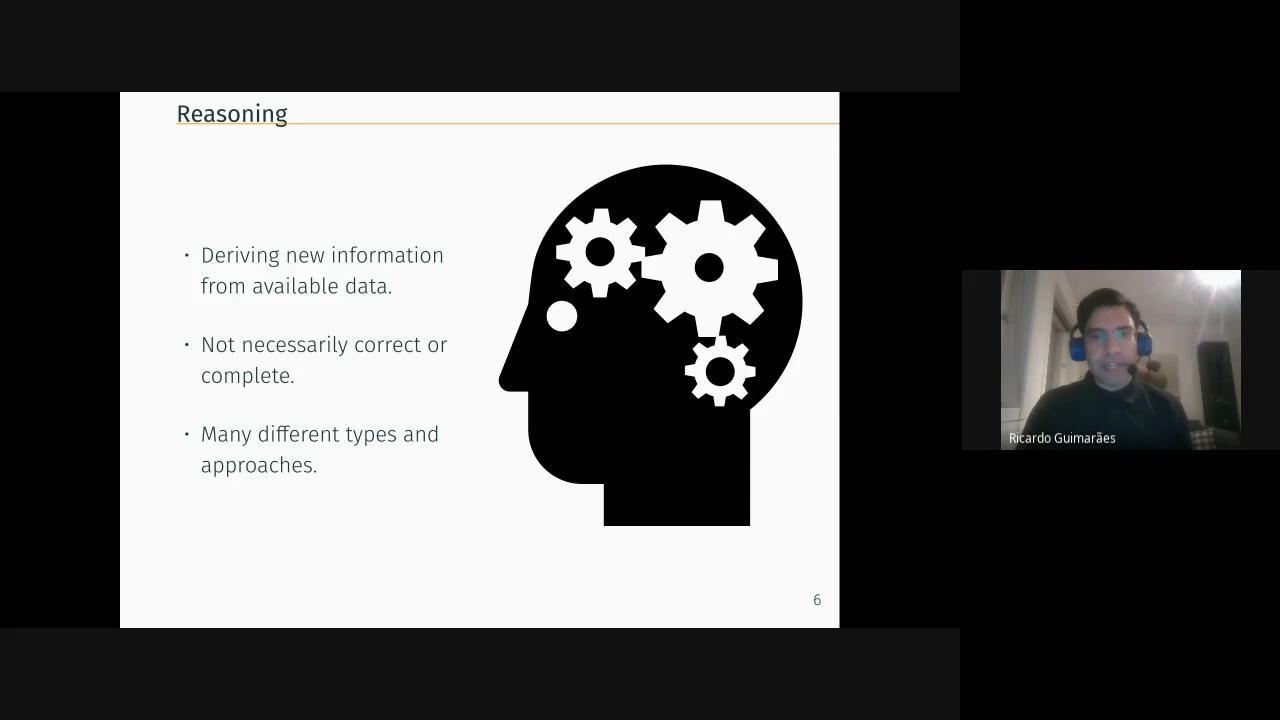 Reasoning
• Deriving new information
from available data.
• Not necessarily correct or
complete.
• Many different types and
approaches.
6
Ricardo Guimarães